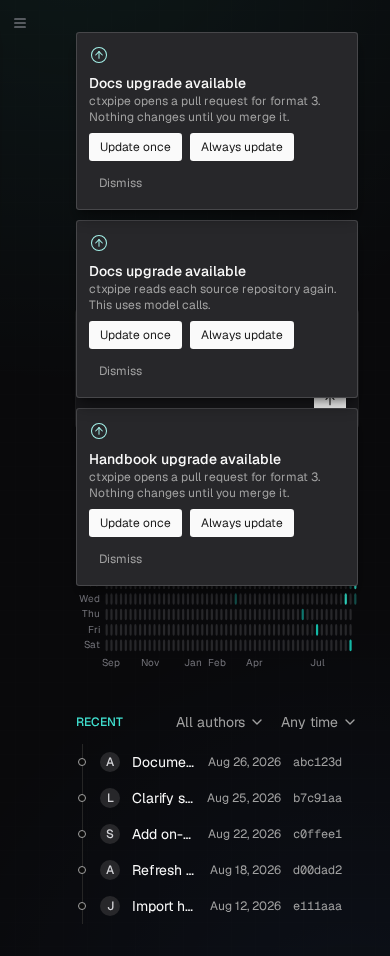 Docs upgrade available
ctxpipe opens a pull request for format 3.
Nothing changes until you merge it.
Update once Always update
Dismiss
Docs upgrade available
ctxpipe reads each source repository again.
This uses model calls.
Update once Always update
Dismiss
Handbook upgrade available
ctxpipe opens a pull request for format 3.
Nothing changes until you merge it.
Update once Always update
Dismiss
Wed
Thu
Fri
Sat
Sep Nov Jan Feb Apr Jul
RECENT All authors Any time
A Docume... Aug 26, 2026 abc123d
L Clarify s... Aug 25, 2026 b7c91aa
S Add on-... Aug 22, 2026 c0ffee1
A Refresh ... Aug 18, 2026 d00dad2
J Import h... Aug 12, 2026 e111aaa